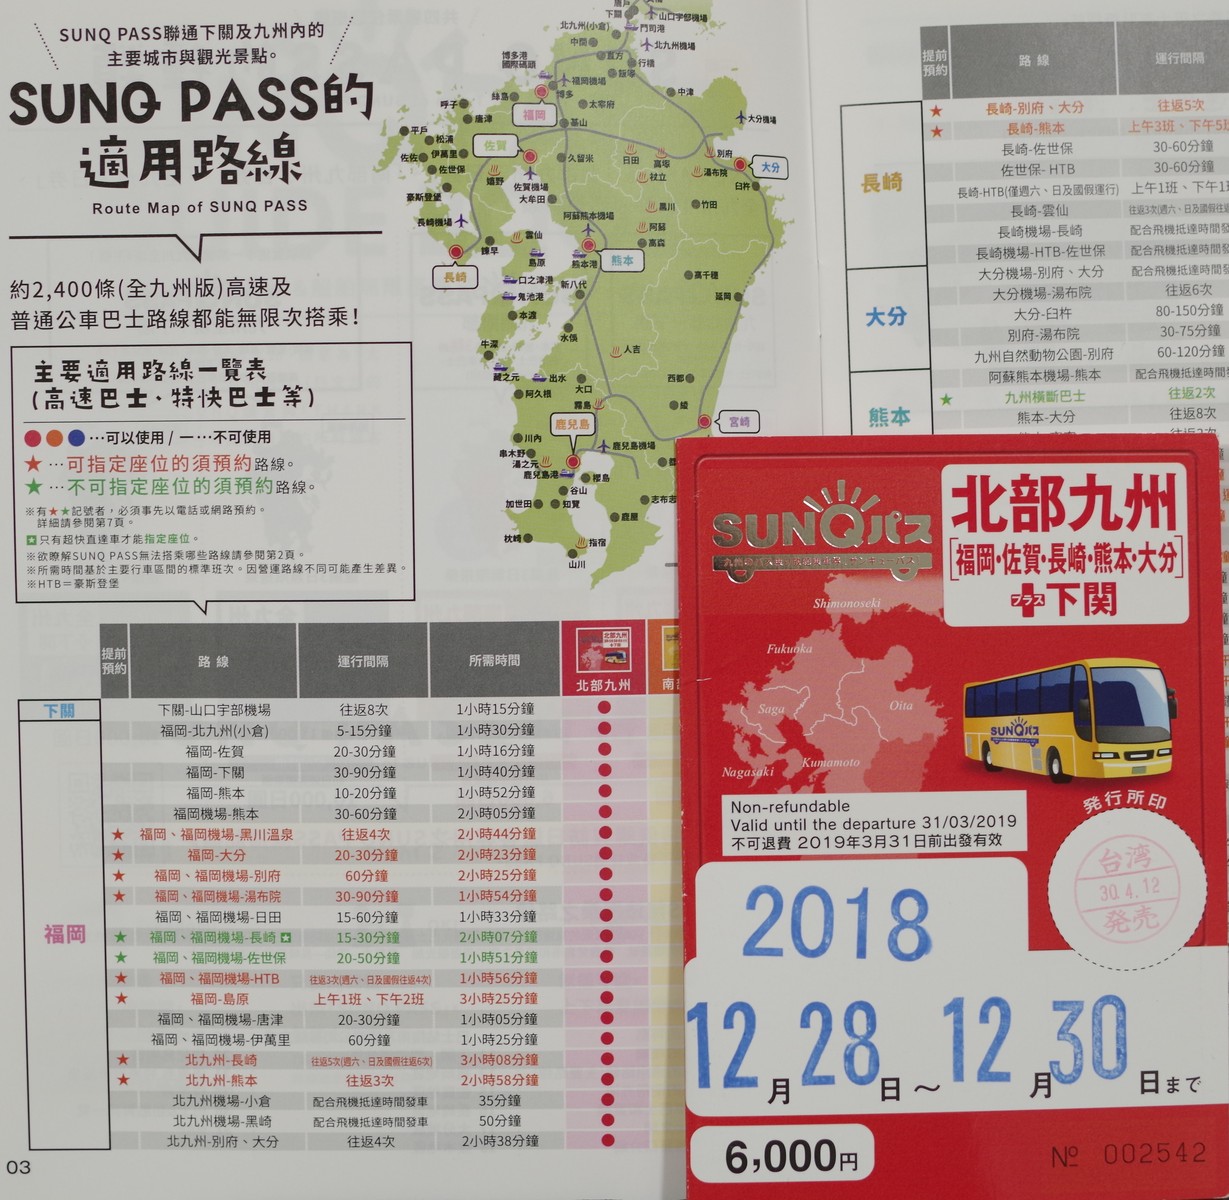 SUNQ PASS聯通下關及九州內的
主要城市與觀光景點。
SUNQ PASS的
適用路線
Route Map of SUNQ PASS
約2,400條(全九州版)高速及
普通公車巴士路線都能無限次搭乘!
主要適用路線一覽表
(高速巴士、特快巴士等)
…可以使用 / 一…不可使用
★…可指定座位的須預約路線。
★…不可指定座位的須預約路線。
※有★★記號者，必須事先以電話或網路預約。
詳細請參閱第7頁。
只有超快直達車才能指定座位。
※欲瞭解SUNQ PASS無法搭乘哪些路線請參閱第2頁。
※所需時間基於主要行車區間的標準班次。因營運路線不同可能產生差異。
※HTB＝豪斯登堡
下關
山口宇部機場
北九州(小倉)
門司港
中間
北九州機場
直方
行橋
飯塚
博多港
國際碼頭
福岡機場
博多
中津
呼子
糸島
太宰府
唐津
福岡
大分機場
平戶
基山
松浦
佐賀
伊萬里
佐佐
久留米
日田
高塚
別府
佐世保
大分
湯布院
嬉野
佐賀機場
杖立
臼杵
豪斯登堡
大牟田
黑川
竹田
長崎機場
阿蘇熊本機場
阿蘇
雲仙
諫早
高森
島原
熊本港
熊本
長崎
口之津港
新八代
高千穗
鬼池港
延岡
本渡
水俣
牛深
人吉
藏之元
出水
西都
阿久根
大口
霧島
綾
鹿兒島
宮崎
川內
鹿兒島機場
串木野
湯之元
鹿兒島港
櫻島
谷山
加世田
知覽
志布志
鹿屋
枕崎
指宿
山川
提前預約 路線 運行間隔 所需時間 北部九州
下關
下關-山口宇部機場 往返8次 1小時15分鐘
福岡
福岡-北九州(小倉) 5-15分鐘 1小時30分鐘
福岡-佐賀 20-30分鐘 1小時16分鐘
福岡-下關 30-90分鐘 1小時40分鐘
福岡-熊本 10-20分鐘 1小時52分鐘
福岡機場-熊本 30-60分鐘 2小時05分鐘
★ 福岡、福岡機場-黑川溫泉 往返4次 2小時44分鐘
★ 福岡-大分 20-30分鐘 2小時23分鐘
★ 福岡、福岡機場-別府 60分鐘 2小時25分鐘
★ 福岡、福岡機場-湯布院 30-90分鐘 1小時54分鐘
福岡、福岡機場-日田 15-60分鐘 1小時33分鐘
★ 福岡、福岡機場-長崎 15-30分鐘 2小時07分鐘
★ 福岡、福岡機場-佐世保 20-50分鐘 1小時51分鐘
★ 福岡、福岡機場-HTB 往返3次(週六、日及國假往返4次) 1小時56分鐘
★ 福岡-島原 上午1班、下午2班 3小時25分鐘
福岡、福岡機場-唐津 20-30分鐘 1小時05分鐘
福岡、福岡機場-伊萬里 60分鐘 1小時25分鐘
★ 北九州-長崎 往返5次(週六、日及國假往返6次) 3小時08分鐘
★ 北九州-熊本 往返3次 2小時58分鐘
北九州機場-小倉 配合飛機抵達時間發車 35分鐘
北九州機場-黑崎 配合飛機抵達時間發車 50分鐘
北九州-別府、大分 往返4次 2小時38分鐘
03
提前預約 路線 運行間隔
長崎
★ 長崎-別府、大分 往返5次
★ 長崎-熊本 上午3班、下午5班
長崎-佐世保 30-60分鐘
佐世保- HTB 30-60分鐘
長崎-HTB(僅週六、日及國假運行) 上午1班、下午1班
長崎-雲仙 往返3次(週六、日及國假往
長崎機場-長崎 配合飛機抵達時間發
長崎機場-HTB-佐世保 配合飛機抵達時間發
大分
大分機場-別府、大分 配合飛機抵達時間發
大分機場-湯布院 往返6次
大分-臼杵 80-150分鐘
別府-湯布院 30-75分鐘
九州自然動物公園-別府 60-120分鐘
熊本
阿蘇熊本機場-熊本 配合飛機抵達時間
★ 九州橫斷巴士 往返2次
熊本-大分 往返8次
SUNQパス
北部九州
[福岡・佐賀・長崎・熊本・大分]
プラス下関
Shimonoseki
Fukuoka
Saga
Oita
Nagasaki
Kumamoto
SUNQパス
Non-refundable
Valid until the departure 31/03/2019
不可退費 2019年3月31日前出發有效
発行所印
台湾
30.4.12
発売
2018
12月28日～12月30日まで
6,000円
№ 002542